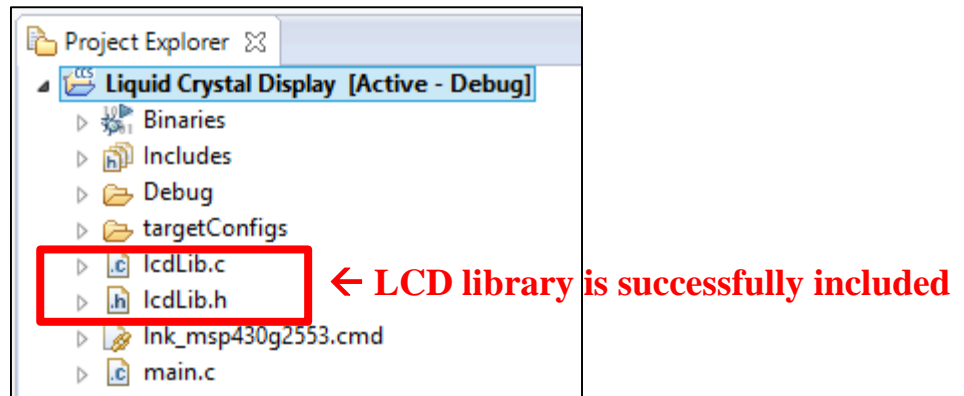 Project Explorer
Liquid Crystal Display [Active - Debug]
Binaries
Includes
Debug
targetConfigs
lcdLib.c
lcdLib.h
← LCD library is successfully included
lnk_msp430g2553.cmd
main.c